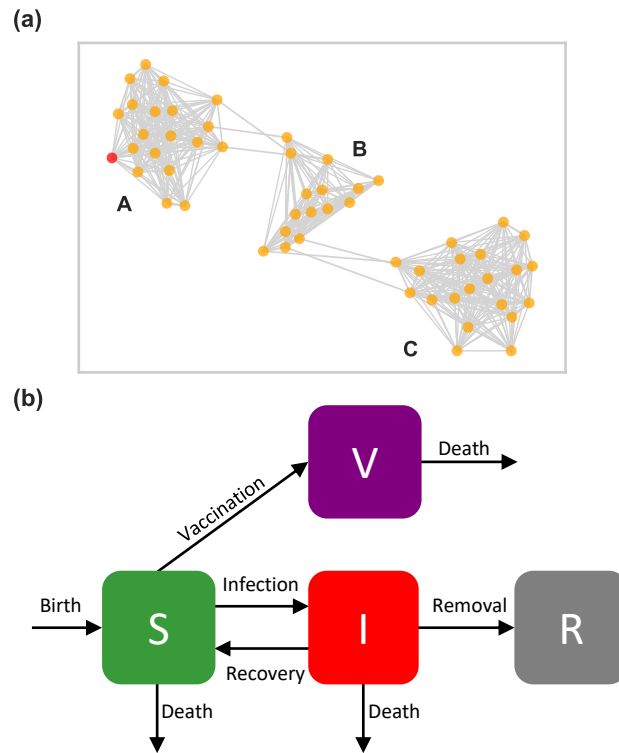 (a)
B
A
C
(b)
V
Death
Vaccination
Birth
S
Infection
Recovery
I
Removal
R
Death
Death